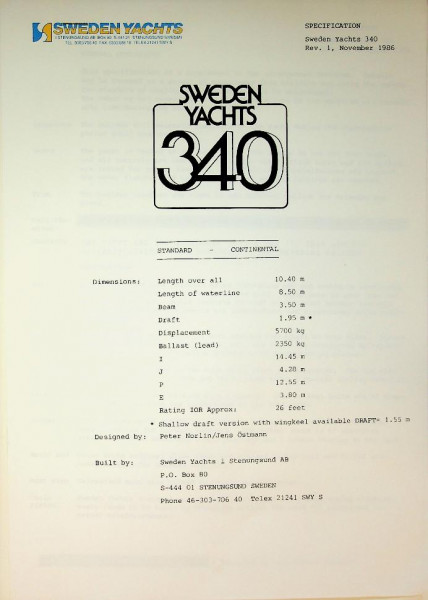 SWEDEN YACHTS
SPECIFICATION
Sweden Yachts 340
Rev. 1, November 1986
SWEDEN
YACHTS
340
STANDARD - CONTINENTAL
Dimensions: Length over all 10.40 m
Length of waterline 8.50 m
Beam 3.50 m
Draft 1.95 m *
Displacement 5700 kg
Ballast (lead) 2350 kg
I 14.45 m
J 4.28 m
P 12.55 m
E 3.80 m
Rating IOR Approx: 26 feet
* Shallow draft version with wingkeel available DRAFT= 1.55 m
Designed by: Peter Norlin/Jens Östmann
Built by: Sweden Yachts i Stenungsund AB
P.O. Box 80
S-444 01 STENUNGSUND SWEDEN
Phone 46-303-706 40 Telex 21241 SWY S